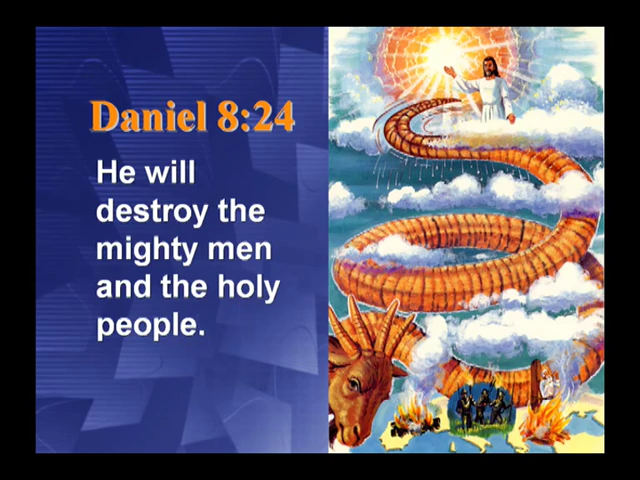 Daniel 8:24
He will
destroy the
mighty men
and the holy
people.